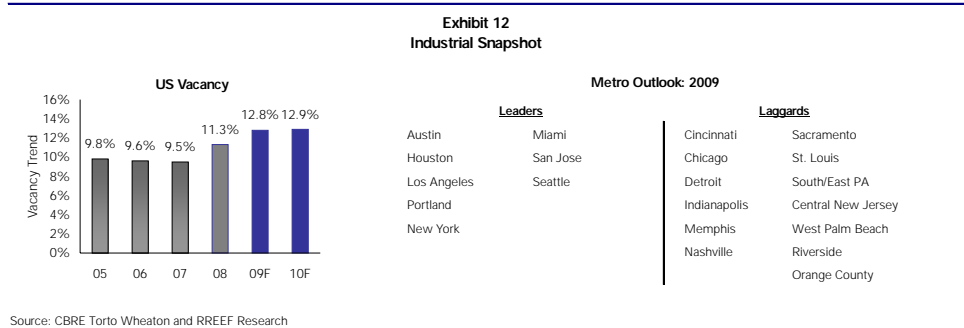 Exhibit 12
Industrial Snapshot
US Vacancy
Vacancy Trend
16%
14%
12%
10%
8%
6%
4%
2%
0%
9.8%
9.6%
9.5%
11.3%
12.8%
12.9%
05 06 07 08 09F 10F
Metro Outlook: 2009
Leaders
Austin Miami
Houston San Jose
Los Angeles Seattle
Portland
New York
Laggards
Cincinnati Sacramento
Chicago St. Louis
Detroit South/East PA
Indianapolis Central New Jersey
Memphis West Palm Beach
Nashville Riverside
Orange County
Source: CBRE Torto Wheaton and RREEF Research